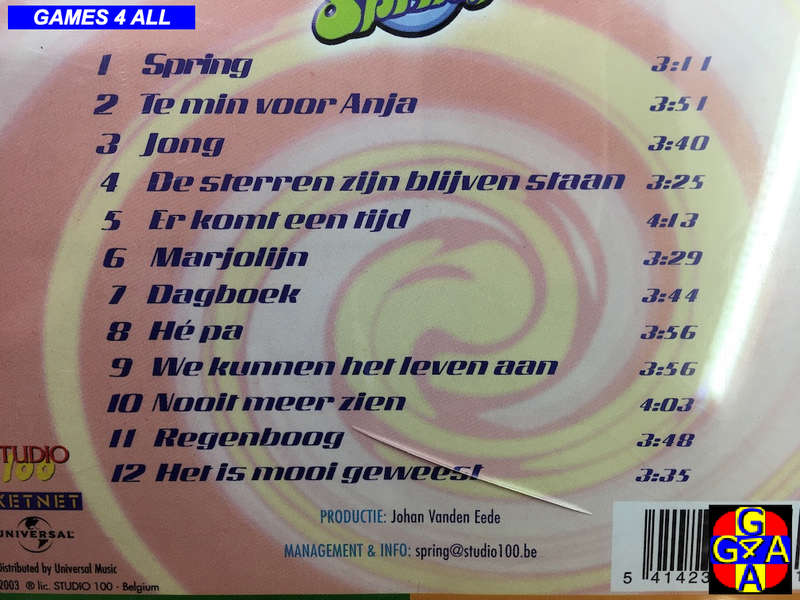 GAMES 4 ALL
Spring
1 Spring 3:11
2 Te min voor Anja 3:51
3 Jong 3:40
4 De sterren zijn blijven staan 3:25
5 Er komt een tijd 4:13
6 Marjolijn 3:29
7 Dagboek 3:44
8 Hé pa 3:56
9 We kunnen het leven aan 3:56
10 Nooit meer zien 4:03
11 Regenboog 3:48
12 Het is mooi geweest 3:35
TUDIO
100
KETNET
UNIVERSAL
PRODUCTIE: Johan Vanden Eede
MANAGEMENT & INFO: spring@studio100.be
Distributed by Universal Music
2003 ® lic. STUDIO 100 - Belgium
5 41423
G
G4A
A